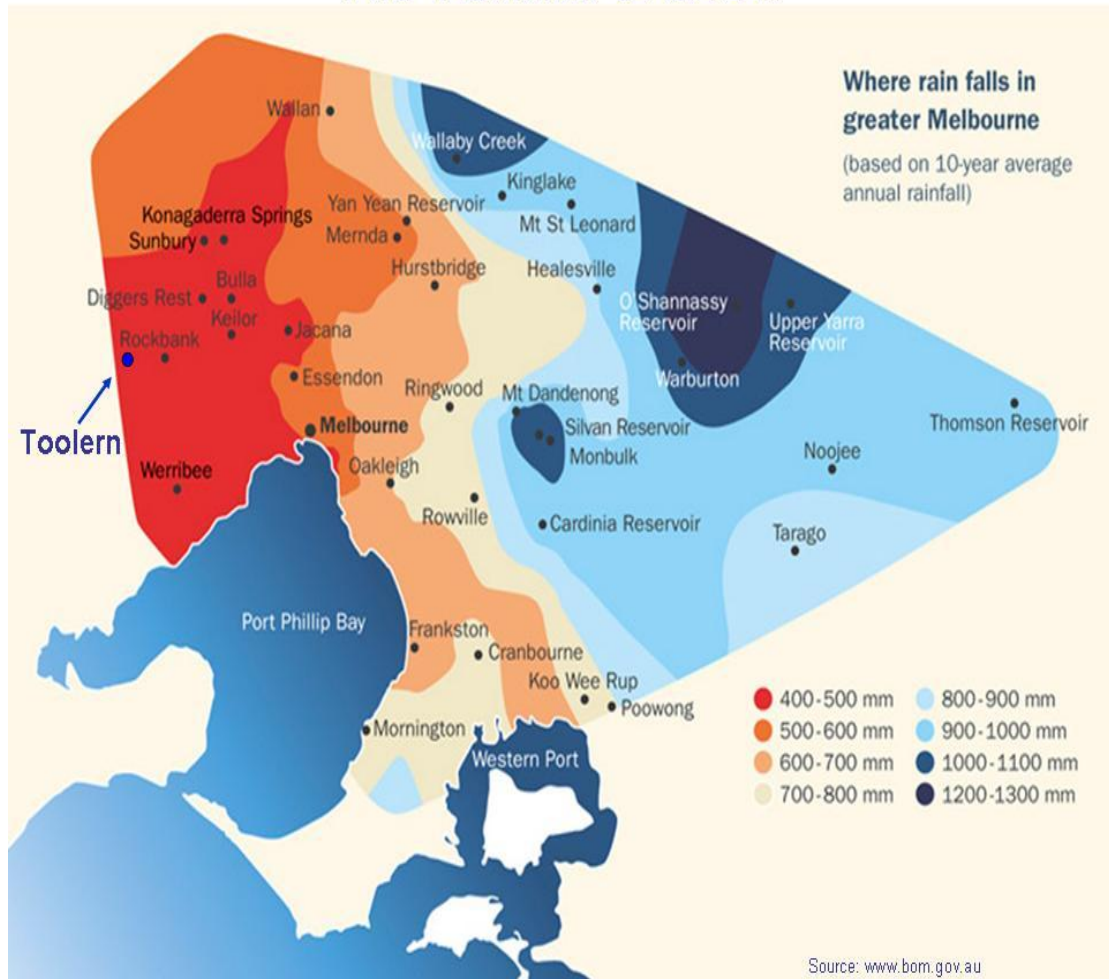 Where rain falls in
greater Melbourne
(based on 10-year average
annual rainfall)
Wallan
Wallaby Creek
Kinglake
Mt St Leonard
Yan Yean Reservoir
Konagaderra Springs
Sunbury
Mernda
Hurstbridge
Healesville
Bulla
Diggers Rest
O'Shannassy
Reservoir
Upper Yarra
Reservoir
Keilor
Jacana
Rockbank
Essendon
Ringwood
Warburton
Mt Dandenong
Thomson Reservoir
Toolern
Melbourne
Silvan Reservoir
Monbulk
Noojee
Werribee
Oakleigh
Rowville
Cardinia Reservoir
Tarago
Port Phillip Bay
Frankston
Cranbourne
Koo Wee Rup
Poowong
Mornington
Western Port
400-500 mm
500-600 mm
600-700 mm
700-800 mm
800-900 mm
900-1000 mm
1000-1100 mm
1200-1300 mm
Source: www.bom.gov.au